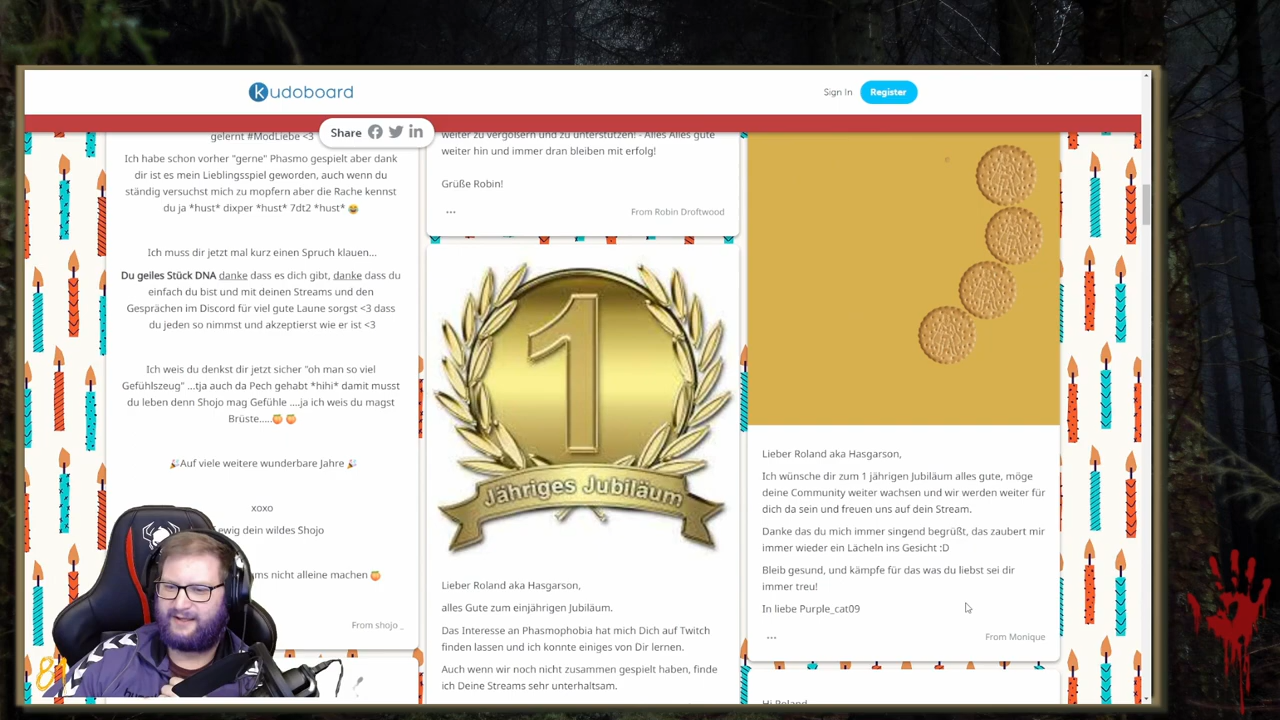 kudoboard
Sign In
Register
Share
gelernt #ModLiebe <3
Ich habe schon vorher "gerne" Phasmo gespielt aber dank
dir ist es mein Lieblingsspiel geworden, auch wenn du
ständig versuchst mich zu mopfern aber die Rache kennst
du ja *hust* dixper *hust* 7dt2 *hust* 😂
Ich muss dir jetzt mal kurz einen Spruch klauen...
Du geiles Stück DNA danke dass es dich gibt, danke dass du
einfach du bist und mit deinen Streams und den
Gesprächen im Discord für viel gute Laune sorgst <3 dass
du jeden so nimmst und akzeptierst wie er ist <3
Ich weis du denkst dir jetzt sicher "oh man so viel
Gefühlszeug" ...tja auch da Pech gehabt *hihi* damit musst
du leben denn Shojo mag Gefühle ....ja ich weis du magst
Brüste.....🍑 🍑
🎉Auf viele weitere wunderbare Jahre 🎉
xoxo
Ewig dein wildes Shojo
ms nicht alleine machen 🍑
From shojo _
weiter zu vergößern und zu unterstützen! - Alles Alles gute
weiter hin und immer dran bleiben mit erfolg!
Grüße Robin!
...
From Robin Droftwood
1
Jähriges Jubiläum
Lieber Roland aka Hasgarson,
alles Gute zum einjährigen Jubiläum.
Das Interesse an Phasmophobia hat mich Dich auf Twitch
finden lassen und ich konnte einiges von Dir lernen.
Auch wenn wir noch nicht zusammen gespielt haben, finde
ich Deine Streams sehr unterhaltsam.
Lieber Roland aka Hasgarson,
Ich wünsche dir zum 1 jährigen Jubiläum alles gute, möge
deine Community weiter wachsen und wir werden weiter für
dich da sein und freuen uns auf dein Stream.
Danke das du mich immer singend begrüßt, das zaubert mir
immer wieder ein Lächeln ins Gesicht :D
Bleib gesund, und kämpfe für das was du liebst sei dir
immer treu!
In liebe Purple_cat09
...
From Monique
Hi Roland